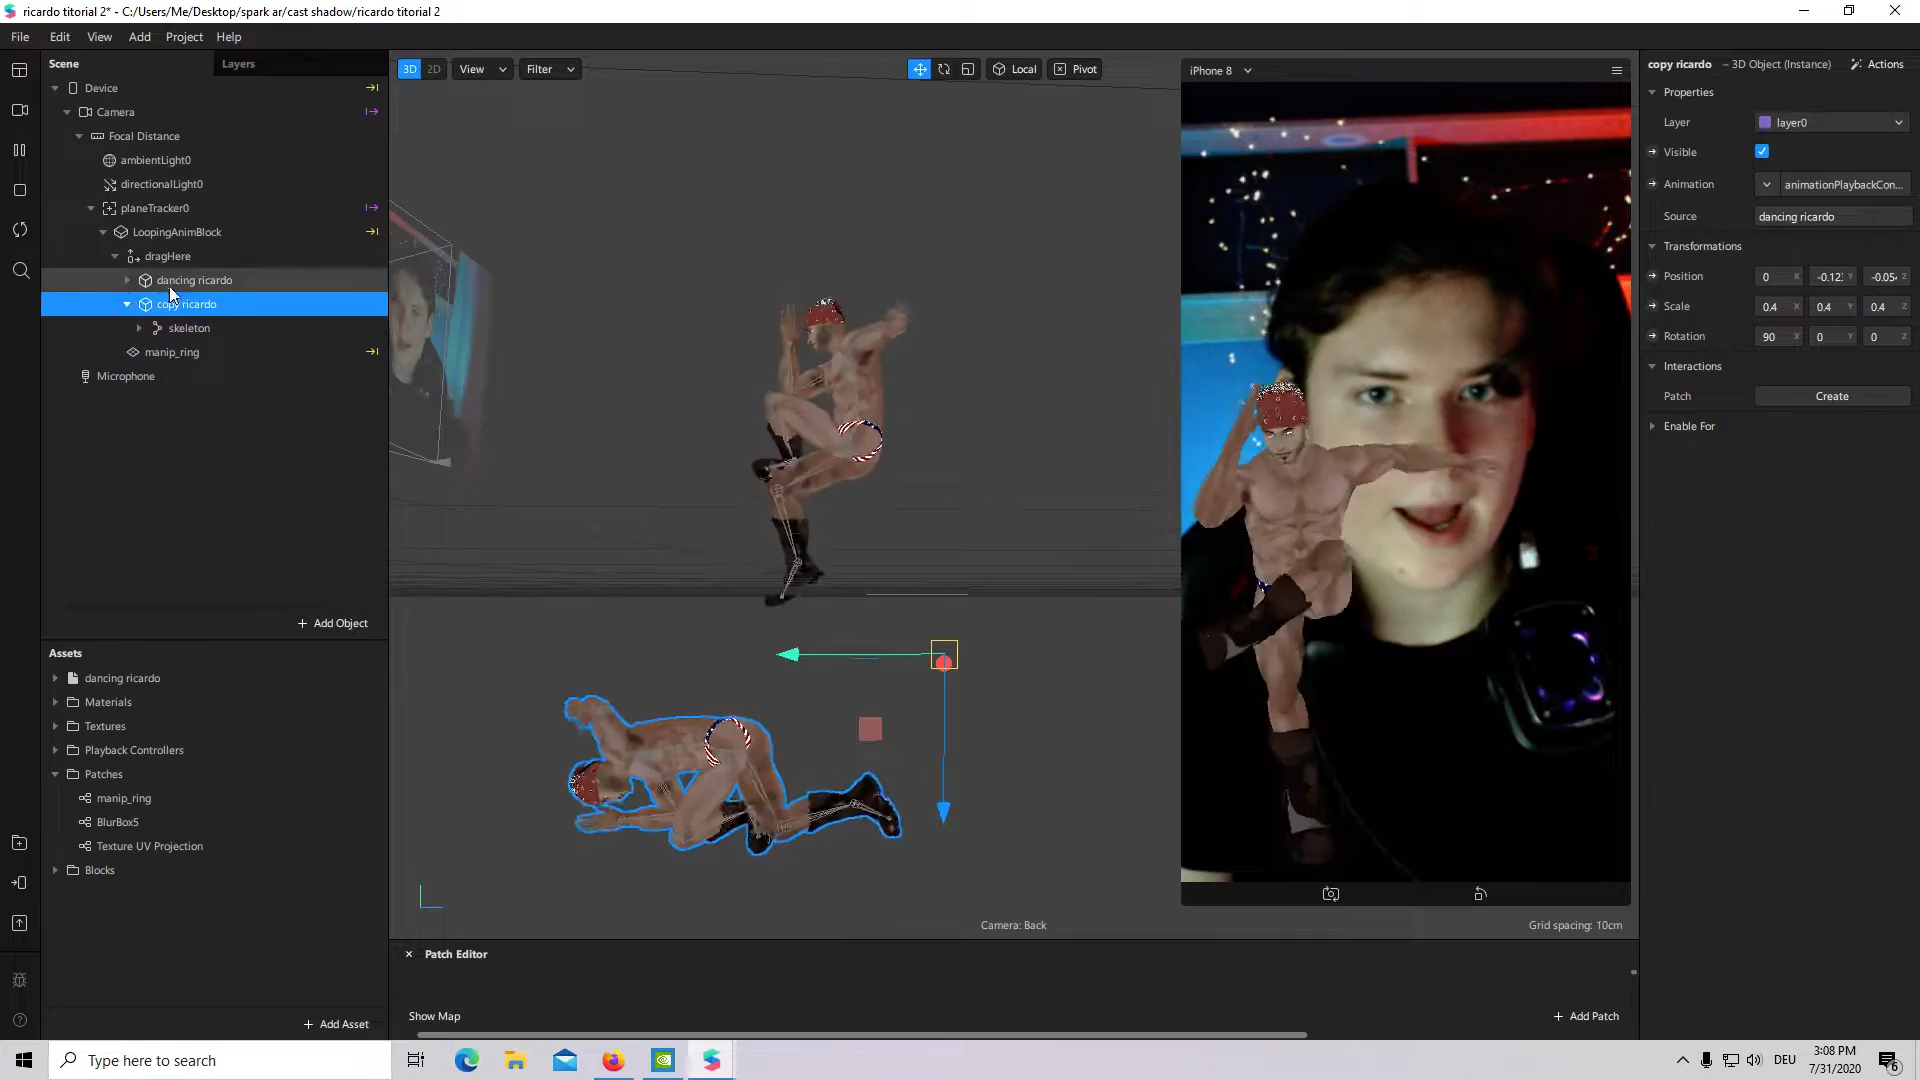 ricardo titorial 2* - C:/Users/Me/Desktop/spark ar/cast shadow/ricardo titorial 2
File Edit View Add Project Help
Scene Layers
3D 2D View Filter Local Pivot
iPhone 8
copy ricardo – 3D Object (Instance) Actions
Device
Camera
Focal Distance
ambientLight0
directionalLight0
planeTracker0
LoopingAnimBlock
dragHere
dancing ricardo
copy ricardo
skeleton
manip_ring
Microphone
+ Add Object
Properties
Layer layer0
Visible
Animation animationPlaybackCon...
Source dancing ricardo
Transformations
Position 0 X -0.12: Y -0.05 Z
Scale 0.4 X 0.4 Y 0.4 Z
Rotation 90 X 0 Y 0 Z
Interactions
Patch Create
Enable For
Assets
dancing ricardo
Materials
Textures
Playback Controllers
Patches
manip_ring
BlurBox5
Texture UV Projection
Blocks
+ Add Asset
Camera: Back
Grid spacing: 10cm
× Patch Editor
Show Map
+ Add Patch
Type here to search
DEU
3:08 PM
7/31/2020
6